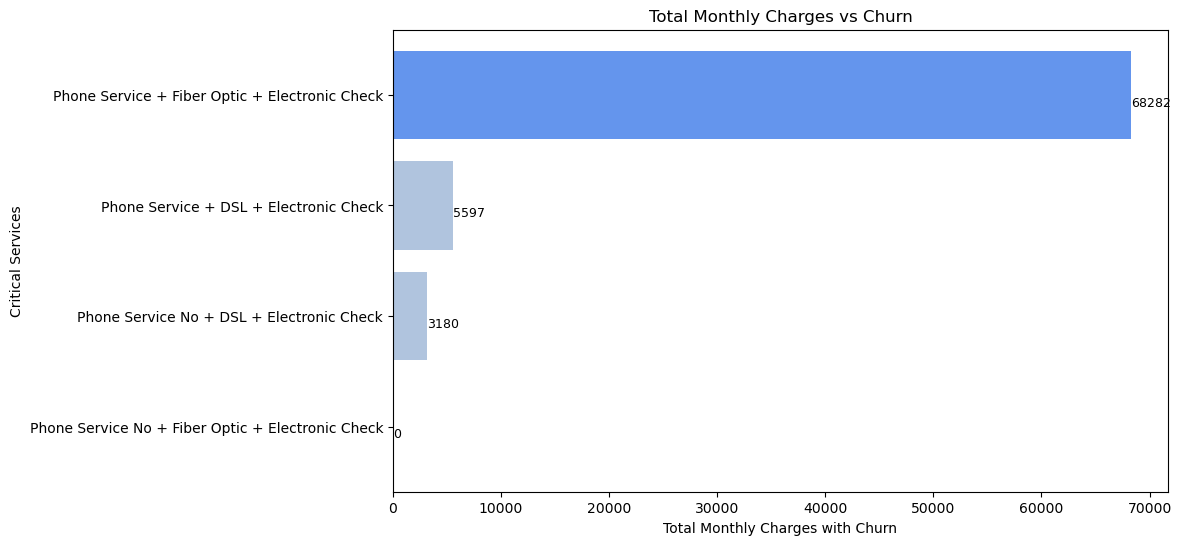 Total Monthly Charges vs Churn
Critical Services
Phone Service + Fiber Optic + Electronic Check
68282
Phone Service + DSL + Electronic Check
5597
Phone Service No + DSL + Electronic Check
3180
Phone Service No + Fiber Optic + Electronic Check
0
0 10000 20000 30000 40000 50000 60000 70000
Total Monthly Charges with Churn